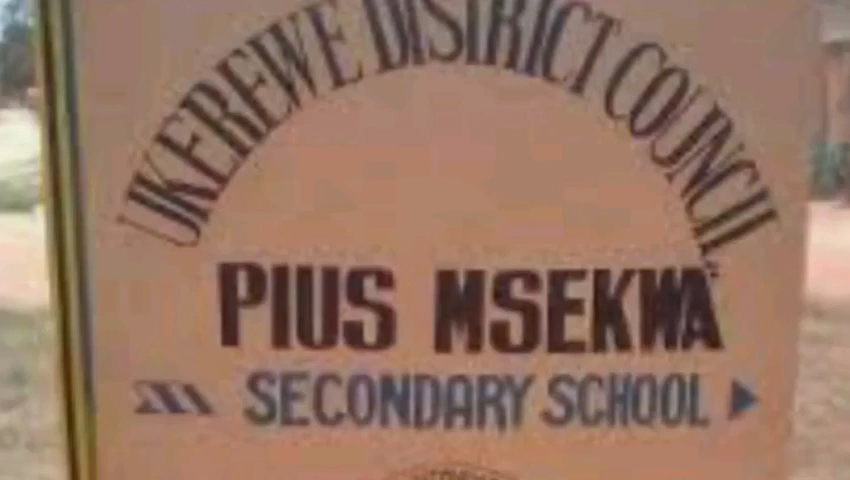 UKEREWE DISTRICT COUNCIL
PIUS MSEKWA
SECONDARY SCHOOL